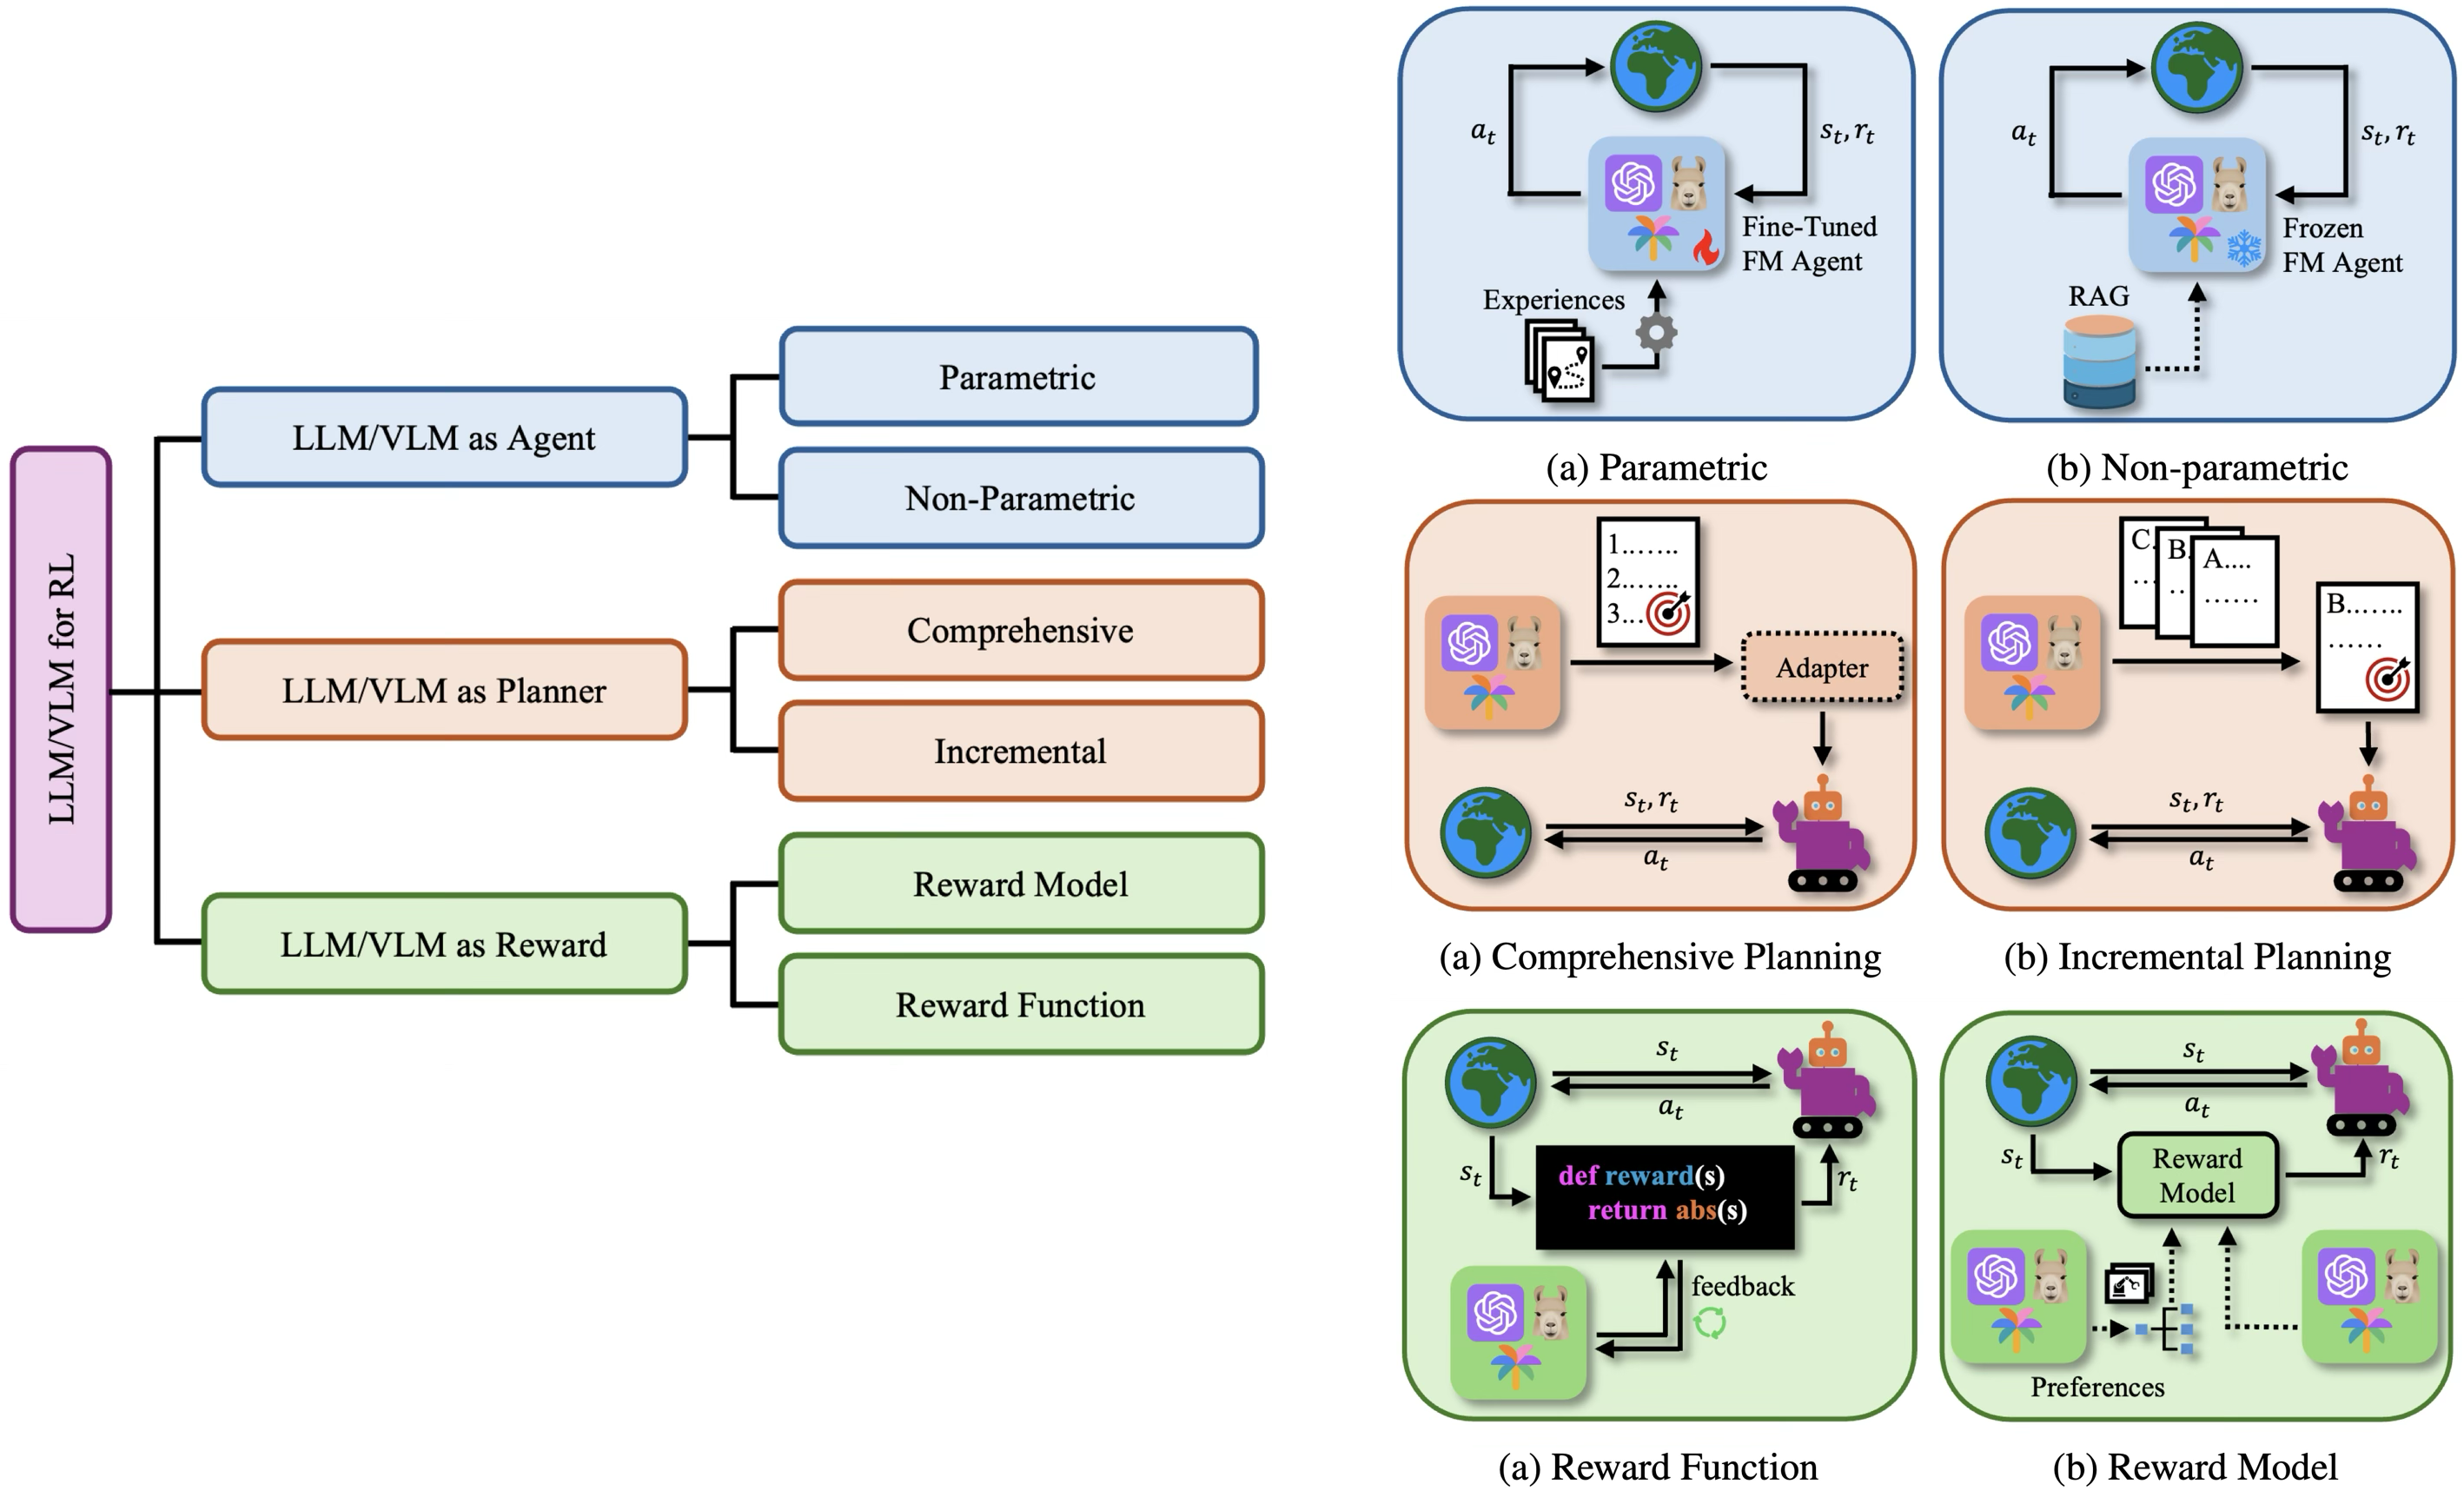 LLM/VLM for RL
LLM/VLM as Agent
Parametric
Non-Parametric
LLM/VLM as Planner
Comprehensive
Incremental
LLM/VLM as Reward
Reward Model
Reward Function
a_t
s_t, r_t
Fine-Tuned
FM Agent
Experiences
(a) Parametric
a_t
s_t, r_t
Frozen
FM Agent
RAG
(b) Non-parametric
1.......
2.......
3...
Adapter
s_t, r_t
a_t
(a) Comprehensive Planning
C.
...
B.
..
A....
......
B.......
......
s_t, r_t
a_t
(b) Incremental Planning
s_t
a_t
s_t
def reward(s)
return abs(s)
r_t
feedback
(a) Reward Function
s_t
a_t
s_t
Reward
Model
r_t
Preferences
(b) Reward Model